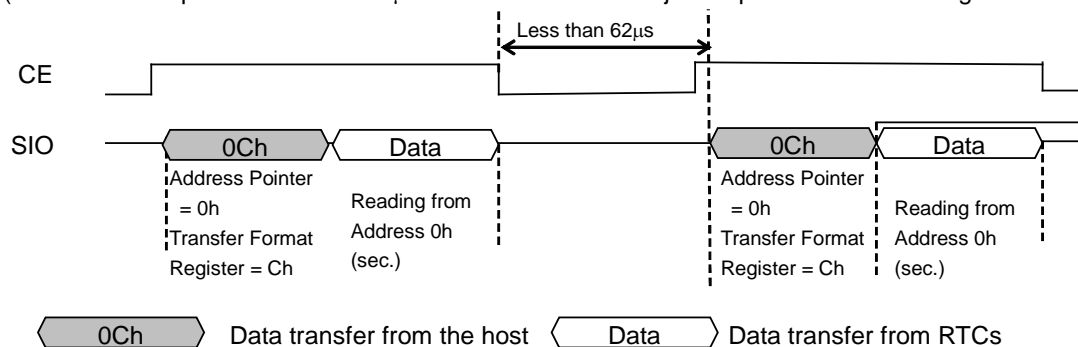 Less than 62μs
CE
SIO
0Ch
Data
0Ch
Data
Address Pointer
= 0h
Transfer Format
Register = Ch
Reading from
Address 0h
(sec.)
Address Pointer
= 0h
Transfer Format
Register = Ch
Reading from
Address 0h
(sec.)
0Ch
Data transfer from the host
Data
Data transfer from RTCs